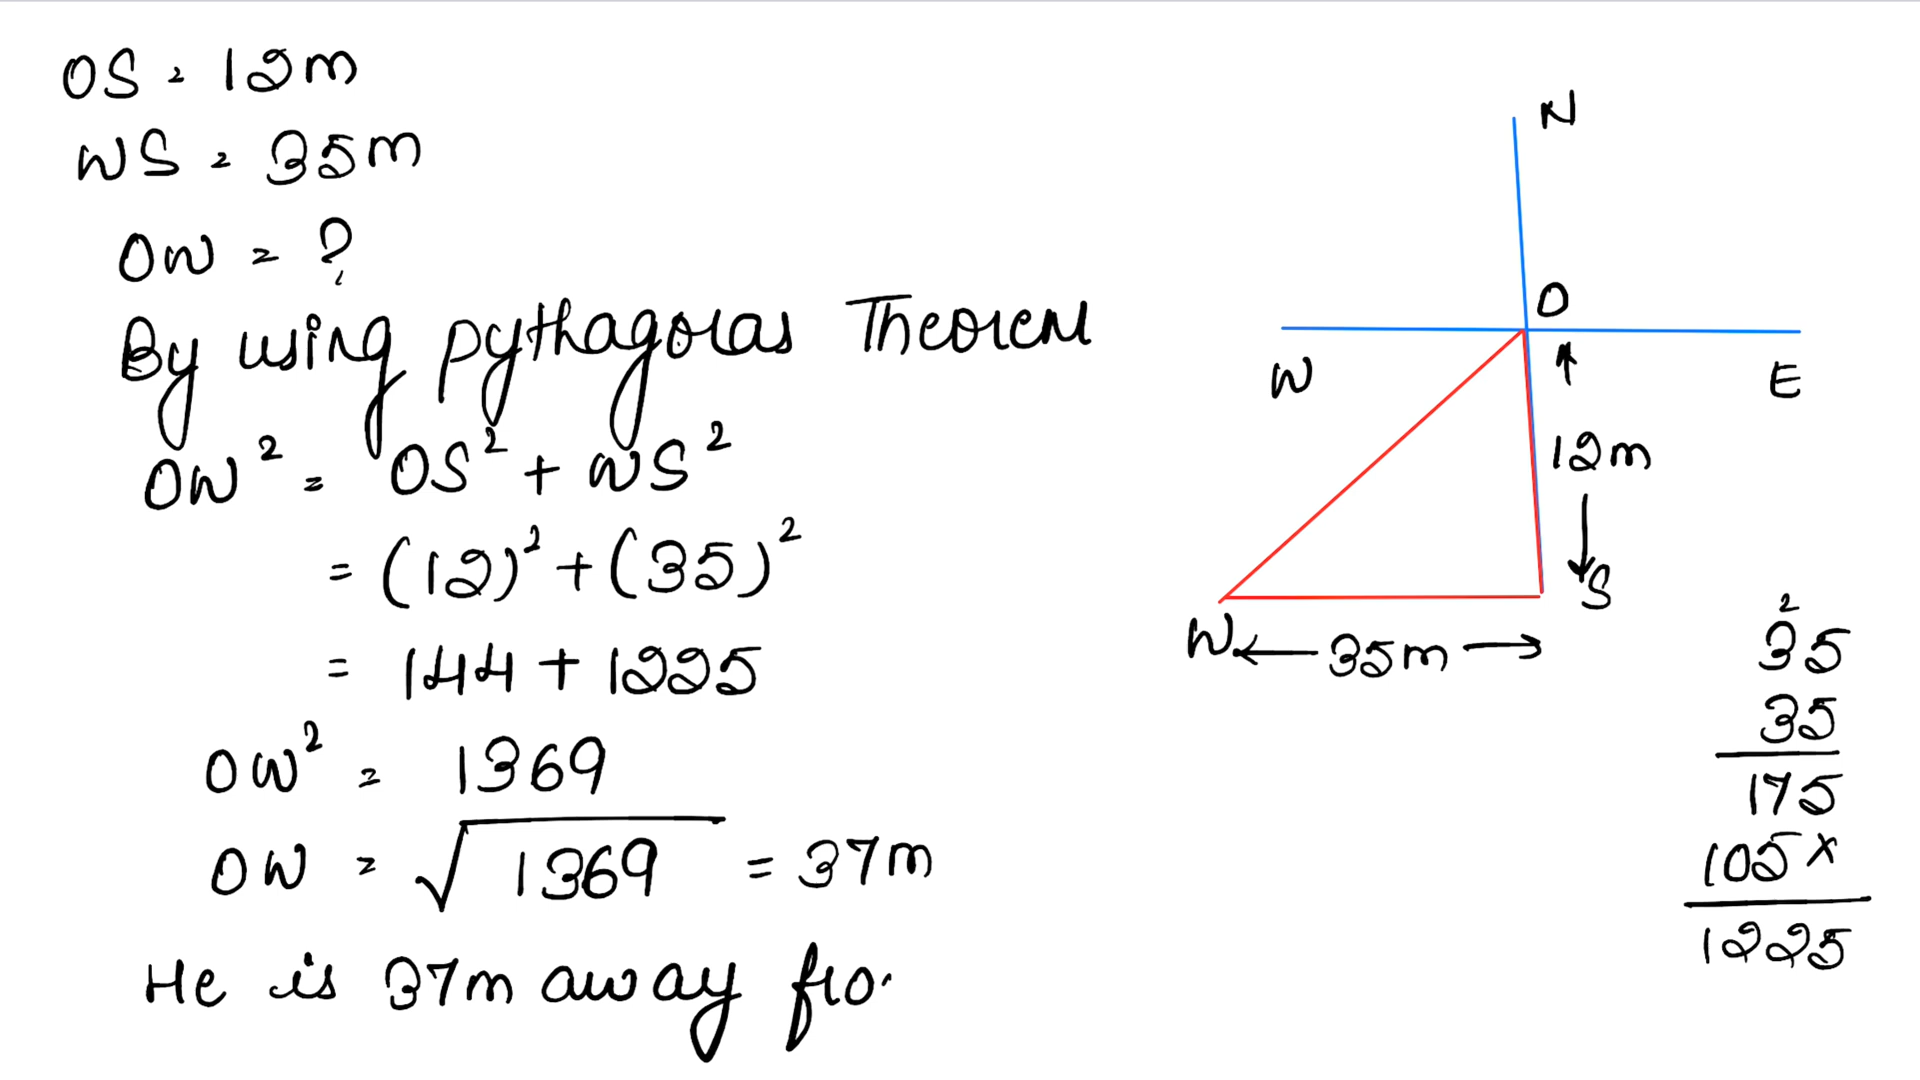 OS = 12m
WS = 35m
OW = ?
By using pythagoras Theorem
OW² = OS² + WS²
= (12)² + (35)²
= 144 + 1225
OW² = 1369
OW = √1369 = 37m
He is 37m away fro
N
O
W
E
12m
S
W
35m
2
35
35
175
105×
1225